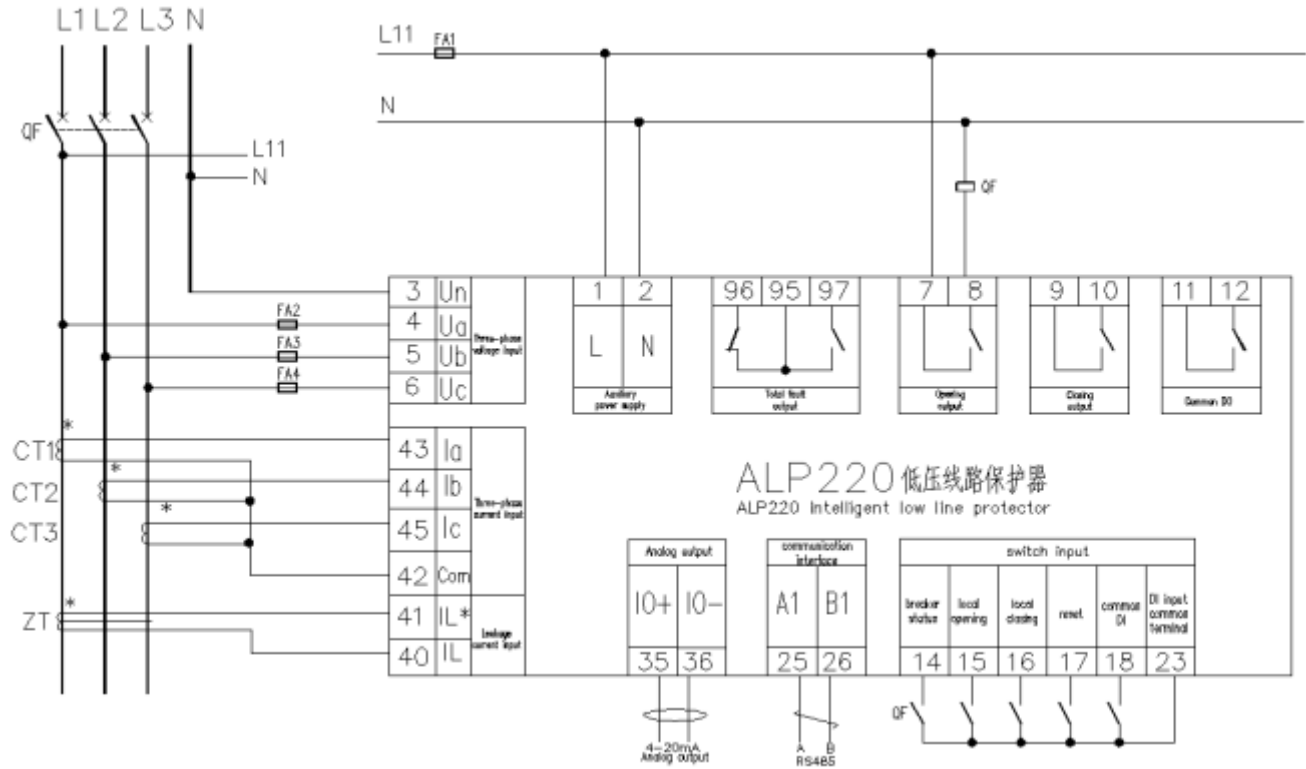 L1 L2 L3 N
L11 FA1
N
QF
L11
N
QF
3 Un
FA2
4 Ua
FA3
5 Ub
FA4
6 Uc
Three-phase
voltage input
1 2
L N
Auxiliary
power supply
96 95 97
Total fault
output
7 8
Opening
output
9 10
Closing
output
11 12
Common DO
*
CT1
43 Ia
*
CT2
44 Ib
*
CT3
45 Ic
42 Com
Three-phase
current input
*
ZT
41 IL*
40 IL
Leakage
current input
ALP220 低压线路保护器
ALP220 Intelligent low line protector
Analog output
IO+ IO-
35 36
4-20mA
Analog output
communication
interface
A1 B1
25 26
A B
RS485
switch input
breaker
status
local
opening
local
closing
reset
common
DI
DI input
common
terminal
14 15 16 17 18 23
QF